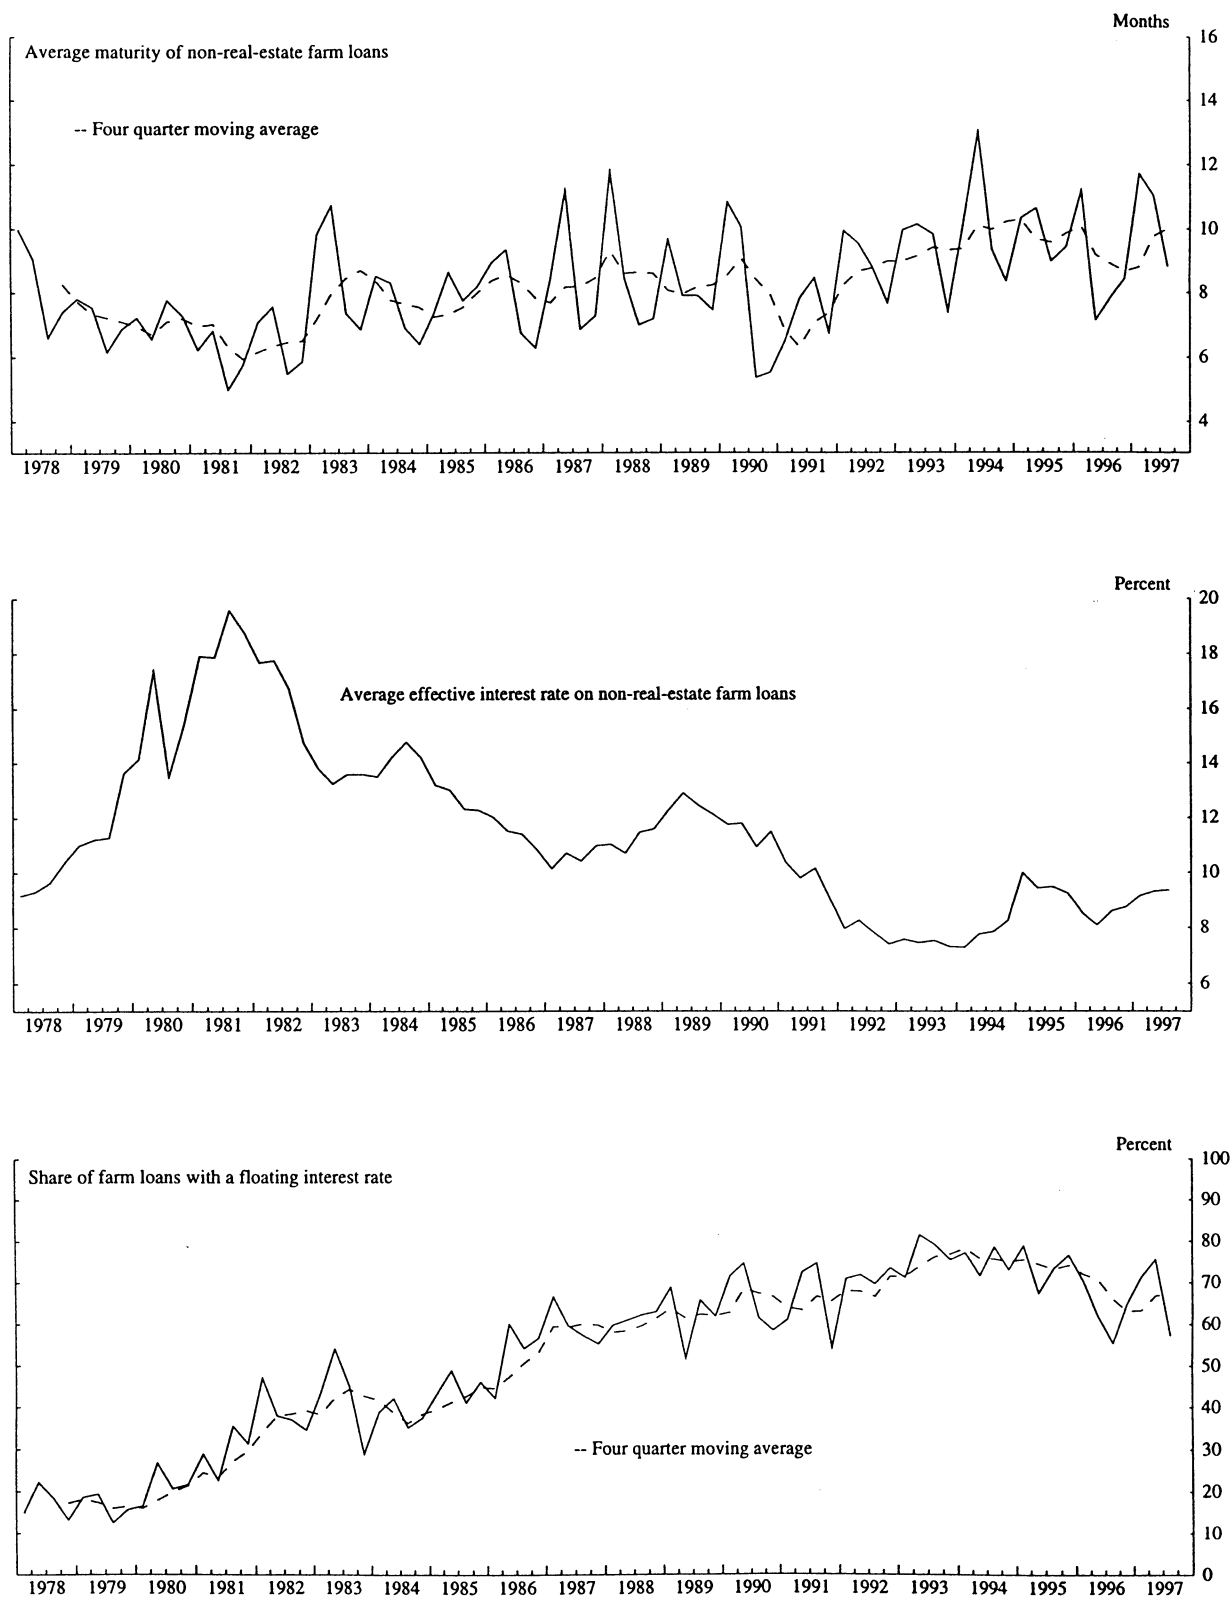 Months
Average maturity of non-real-estate farm loans
-- Four quarter moving average
16
14
12
10
8
6
4
1978 1979 1980 1981 1982 1983 1984 1985 1986 1987 1988 1989 1990 1991 1992 1993 1994 1995 1996 1997
Percent
Average effective interest rate on non-real-estate farm loans
20
18
16
14
12
10
8
6
1978 1979 1980 1981 1982 1983 1984 1985 1986 1987 1988 1989 1990 1991 1992 1993 1994 1995 1996 1997
Percent
Share of farm loans with a floating interest rate
100
90
80
70
60
50
40
-- Four quarter moving average
30
20
10
0
1978 1979 1980 1981 1982 1983 1984 1985 1986 1987 1988 1989 1990 1991 1992 1993 1994 1995 1996 1997